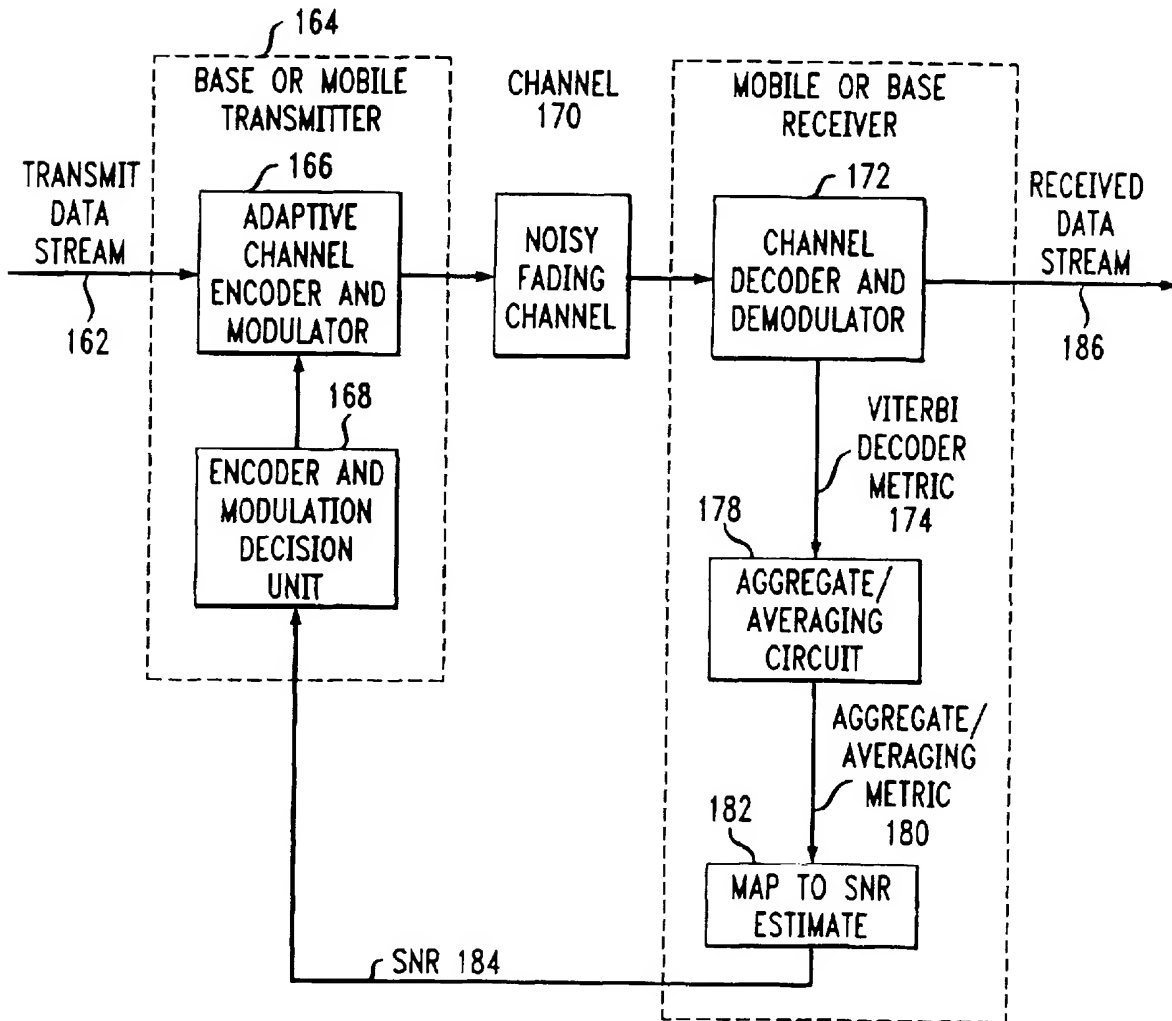 164
BASE OR MOBILE
TRANSMITTER
CHANNEL
170
MOBILE OR BASE
RECEIVER
TRANSMIT
DATA
STREAM
162
166
ADAPTIVE
CHANNEL
ENCODER AND
MODULATOR
NOISY
FADING
CHANNEL
172
CHANNEL
DECODER AND
DEMODULATOR
RECEIVED
DATA
STREAM
186
168
ENCODER AND
MODULATION
DECISION
UNIT
VITERBI
DECODER
METRIC
174
178
AGGREGATE/
AVERAGING
CIRCUIT
AGGREGATE/
AVERAGING
METRIC
180
182
MAP TO SNR
ESTIMATE
SNR 184